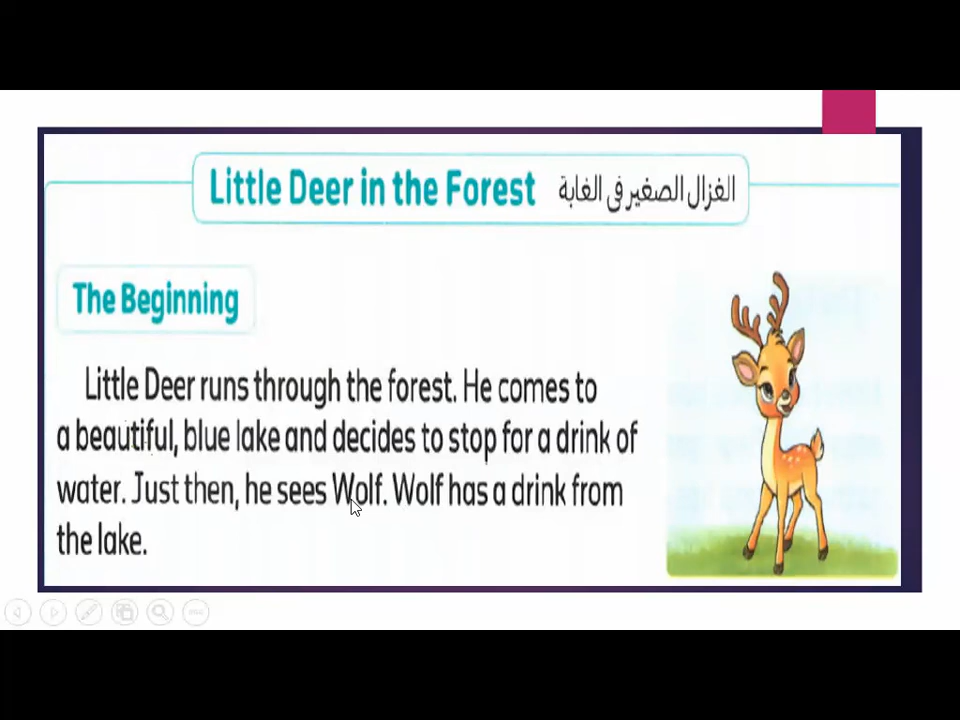 Little Deer in the Forest الغزال الصغير فى الغابة
The Beginning
Little Deer runs through the forest. He comes to
a beautiful, blue lake and decides to stop for a drink of
water. Just then, he sees Wolf. Wolf has a drink from
the lake.